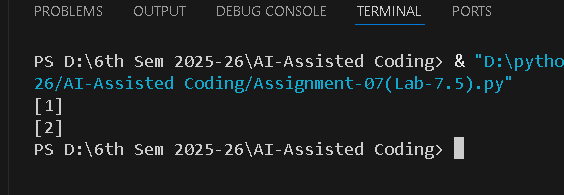 PROBLEMS OUTPUT DEBUG CONSOLE TERMINAL PORTS
PS D:\6th Sem 2025-26\AI-Assisted Coding> & "D:\pytho
26/AI-Assisted Coding/Assignment-07(Lab-7.5).py"
[1]
[2]
PS D:\6th Sem 2025-26\AI-Assisted Coding>